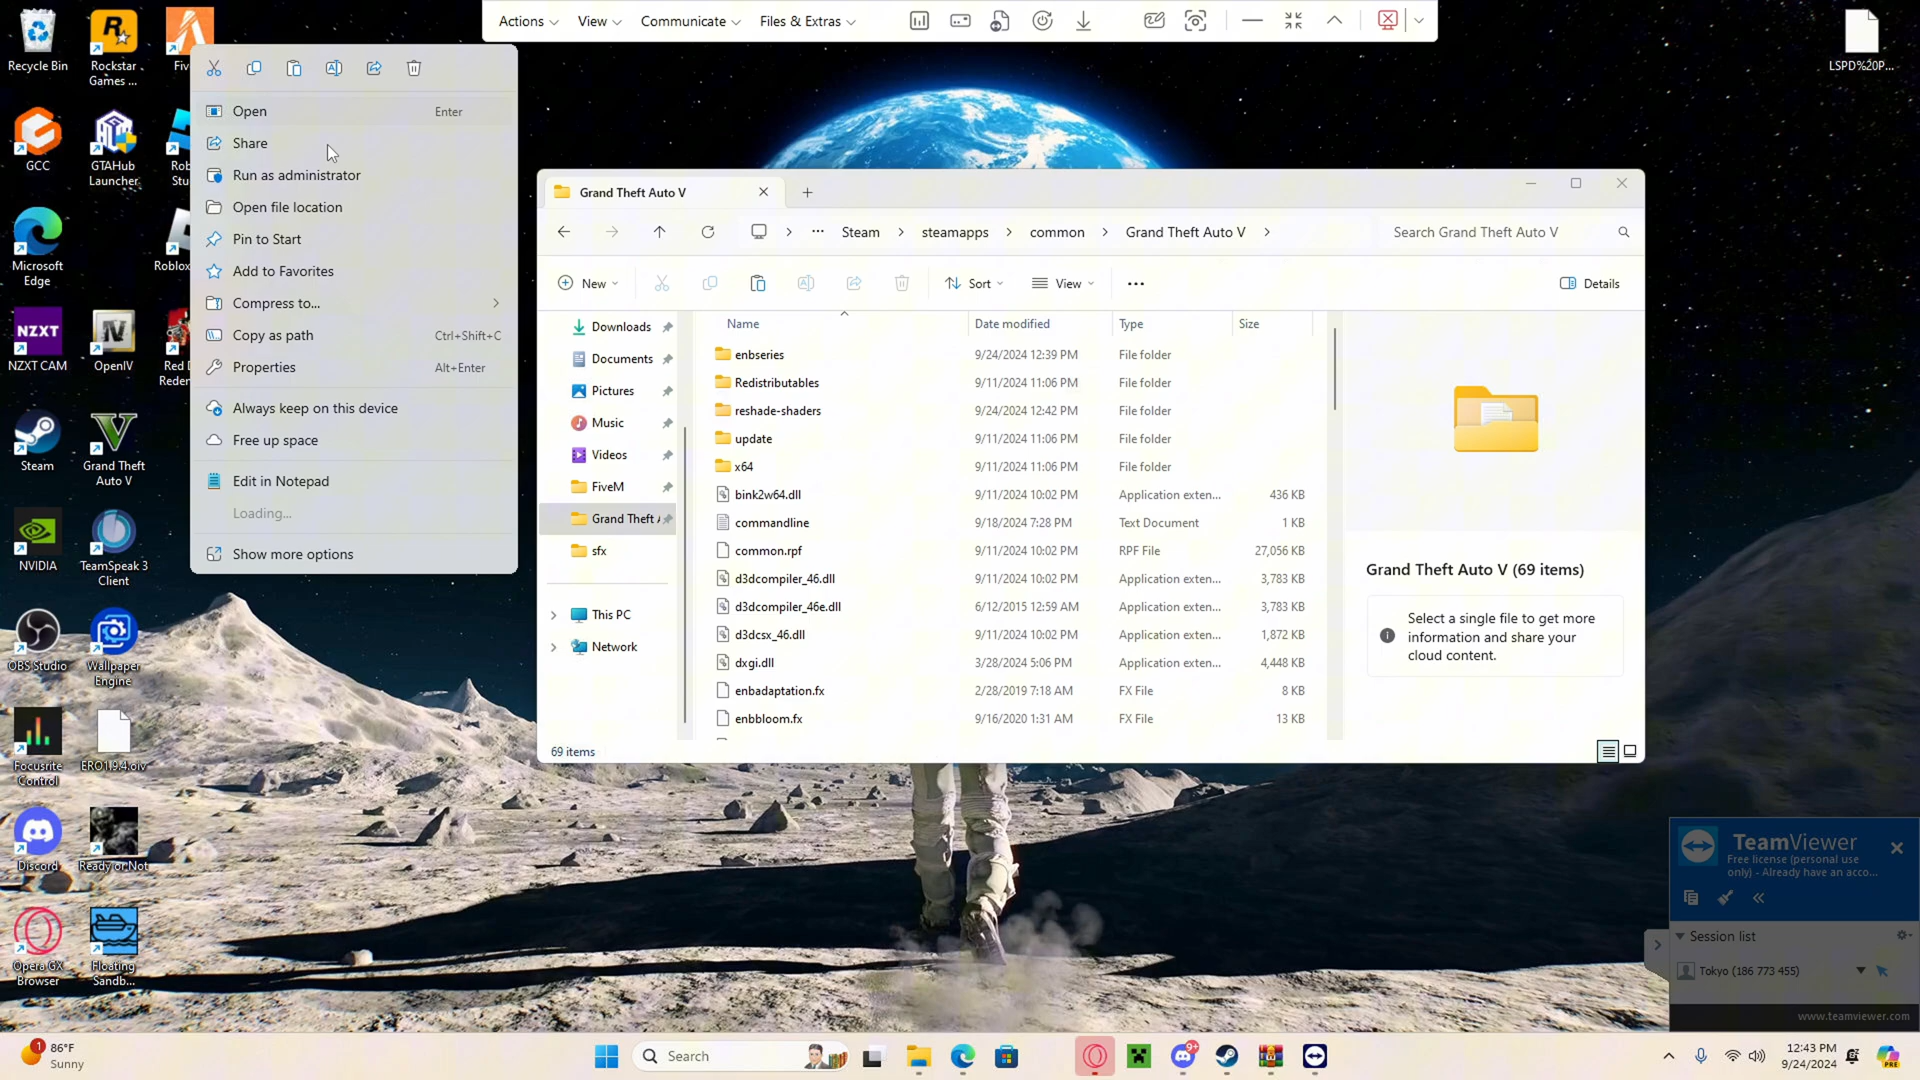 Actions
View
Communicate
Files & Extras
Recycle Bin
Rockstar
Games ...
Fiv
LSPD%20P...
GCC
GTAHub
Launcher
Rob
Stu
Microsoft
Edge
Roblox
NZXT
NZXT CAM
OpenIV
Red D
Reden
Steam
Grand Theft
Auto V
NVIDIA
TeamSpeak 3
Client
OBS Studio
Wallpaper
Engine
Focusrite
Control
ERO1.9.4.oiv
Discord
Ready or Not
Opera GX
Browser
Floating
Sandb...
Open Enter
Share
Run as administrator
Open file location
Pin to Start
Add to Favorites
Compress to...
Copy as path Ctrl+Shift+C
Properties Alt+Enter
Always keep on this device
Free up space
Edit in Notepad
Loading...
Show more options
Grand Theft Auto V
Steam > steamapps > common > Grand Theft Auto V >
Search Grand Theft Auto V
New
Sort
View
Details
Downloads
Documents
Pictures
Music
Videos
FiveM
Grand Theft A
sfx
This PC
Network
Name Date modified Type Size
enbseries 9/24/2024 12:39 PM File folder
Redistributables 9/11/2024 11:06 PM File folder
reshade-shaders 9/24/2024 12:42 PM File folder
update 9/11/2024 11:06 PM File folder
x64 9/11/2024 11:06 PM File folder
bink2w64.dll 9/11/2024 10:02 PM Application exten... 436 KB
commandline 9/18/2024 7:28 PM Text Document 1 KB
common.rpf 9/11/2024 10:02 PM RPF File 27,056 KB
d3dcompiler_46.dll 9/11/2024 10:02 PM Application exten... 3,783 KB
d3dcompiler_46e.dll 6/12/2015 12:59 AM Application exten... 3,783 KB
d3dcsx_46.dll 9/11/2024 10:02 PM Application exten... 1,872 KB
dxgi.dll 3/28/2024 5:06 PM Application exten... 4,448 KB
enbadaptation.fx 2/28/2019 7:18 AM FX File 8 KB
enbbloom.fx 9/16/2020 1:31 AM FX File 13 KB
Grand Theft Auto V (69 items)
Select a single file to get more
information and share your
cloud content.
69 items
TeamViewer
Free license (personal use
only) - Already have an acco...
Session list
Tokyo (186 773 455)
www.teamviewer.com
1
86°F
Sunny
Search
9+
12:43 PM
9/24/2024
PRE